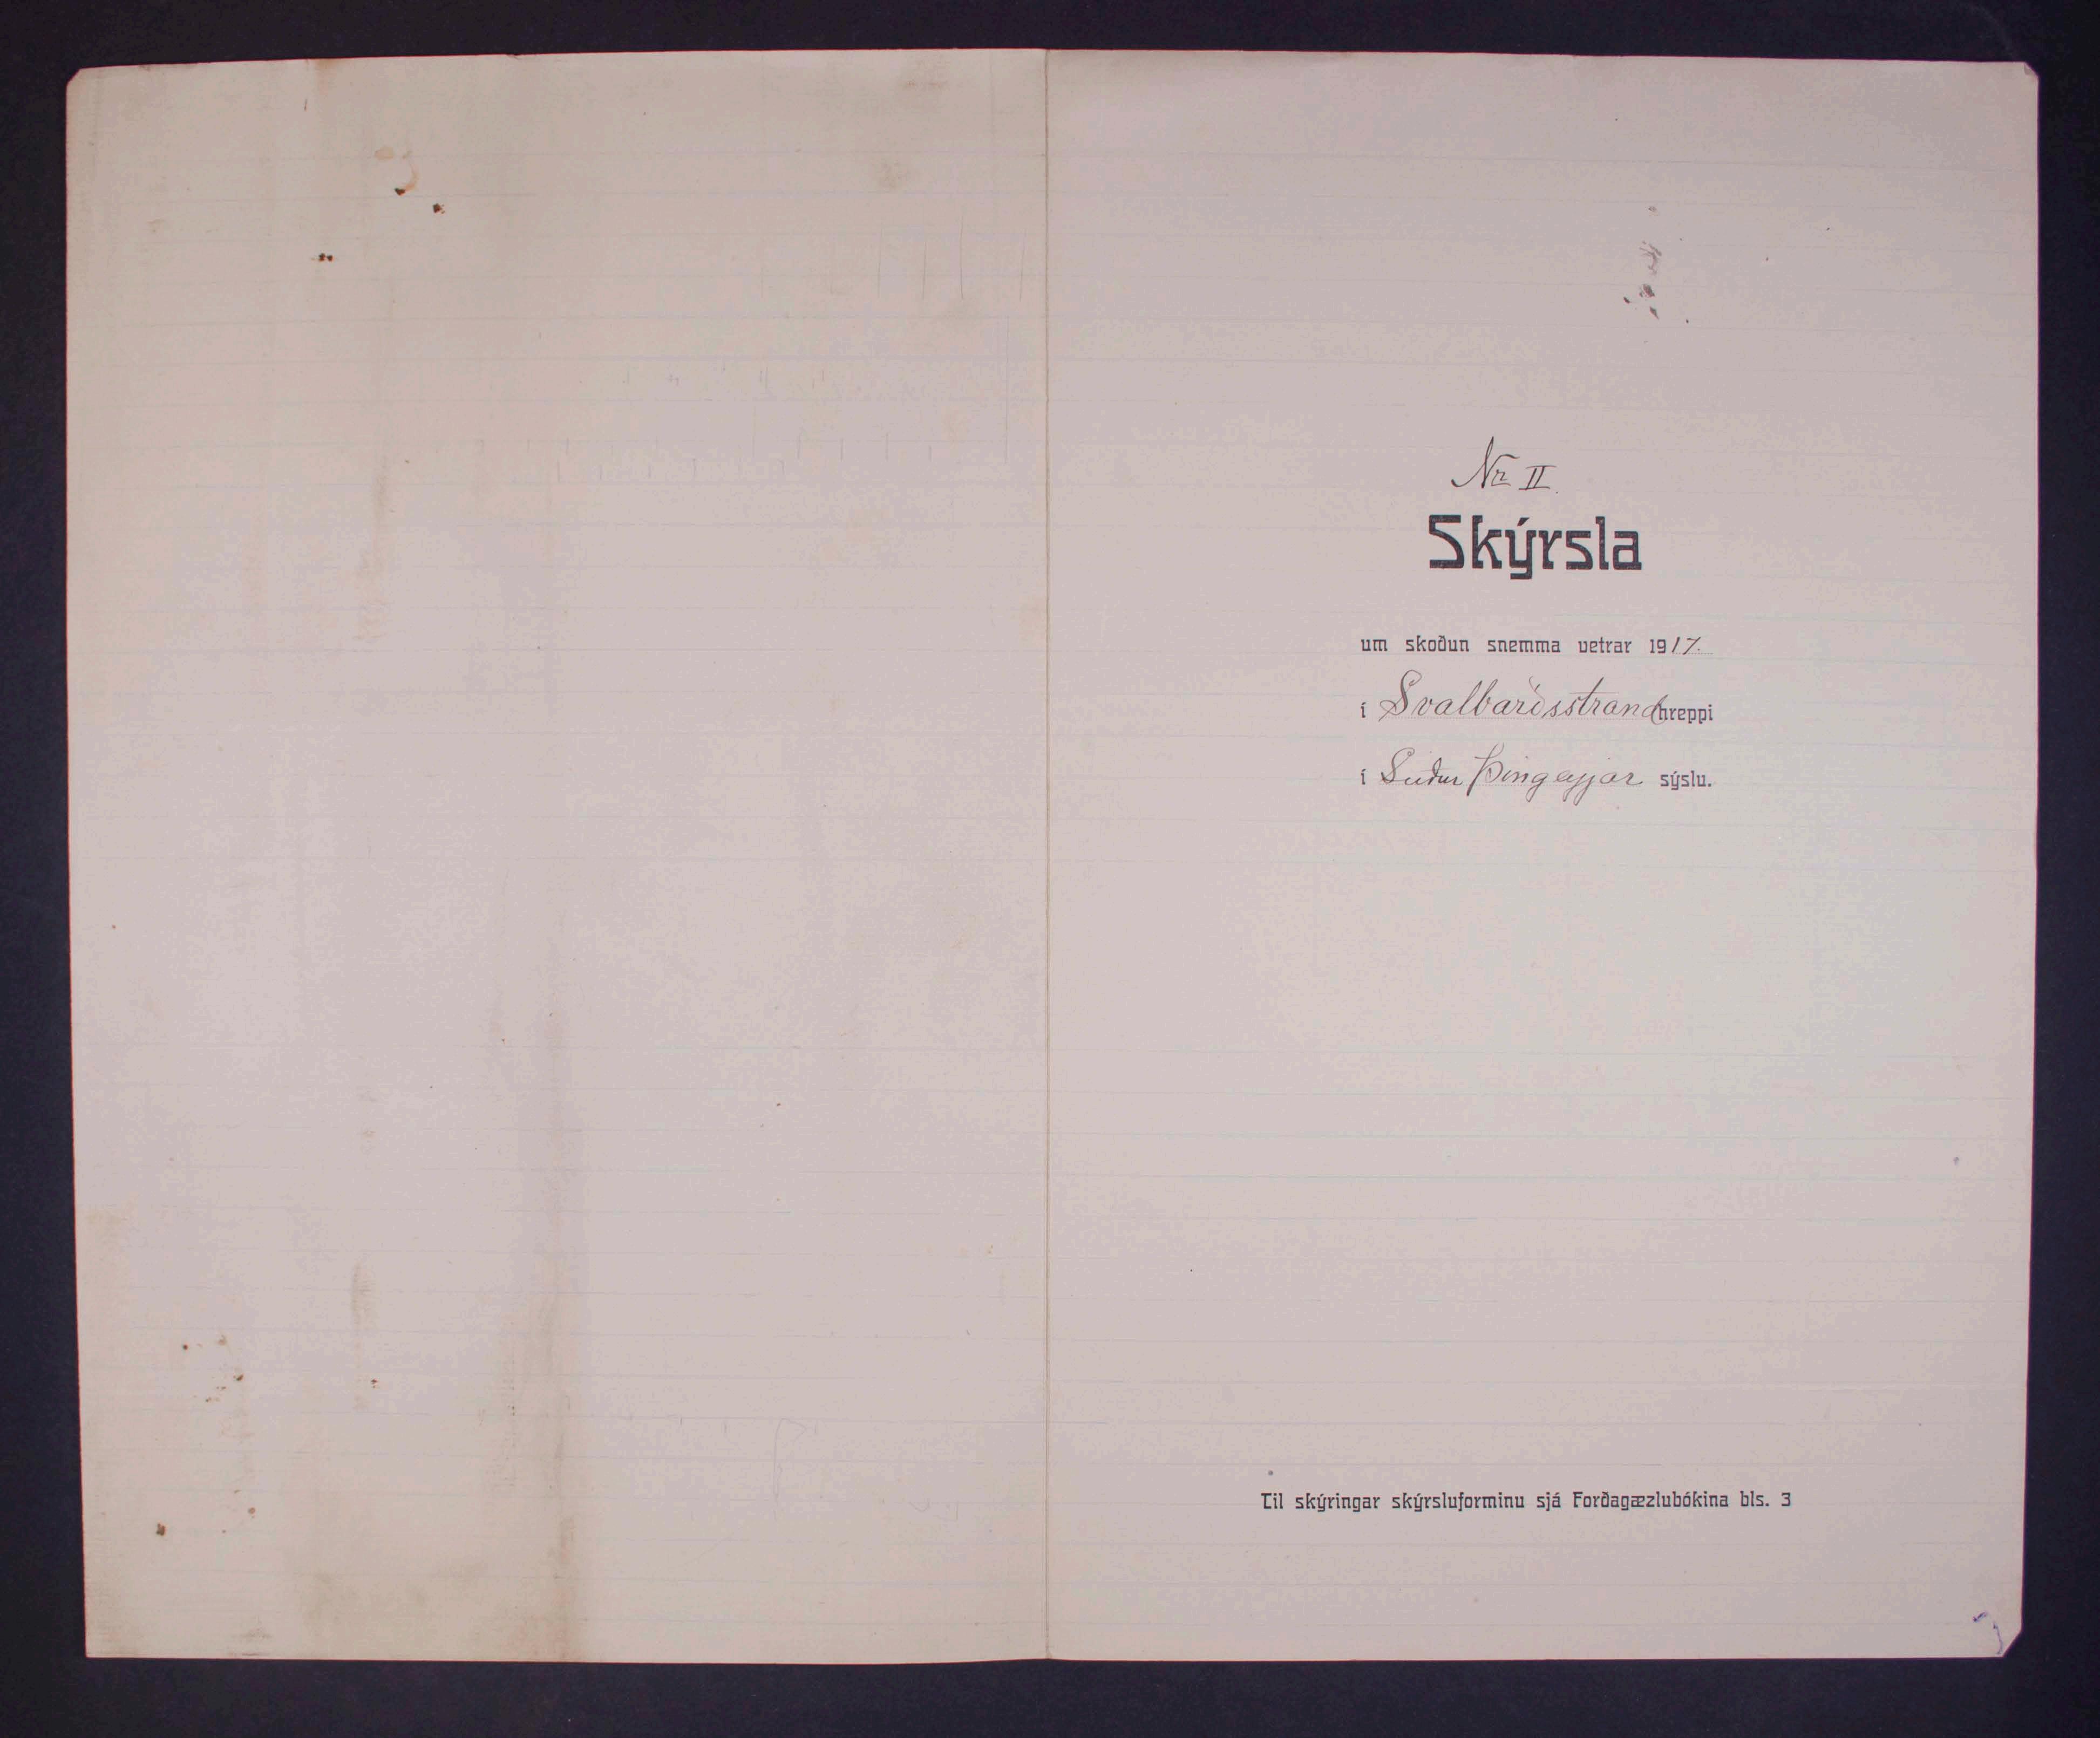 Nr II.
Skýrsla
um skoðun snemma vetrar 1917.
í Svalbarðsstrandhreppi
í Suður Þingeyjar sýslu.
Til skýringar skýrsluforminu sjá Forðagæzlubókina bls. 3